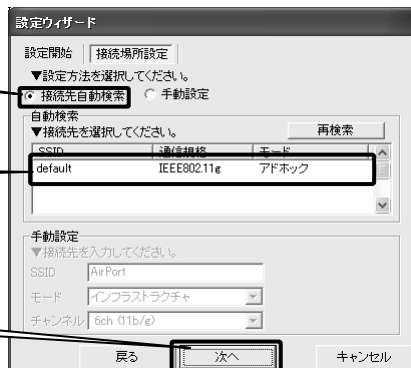 設定ウィザード
設定開始 接続場所設定
▼設定方法を選択してください。
接続先自動検索 手動設定
自動検索
▼接続先を選択してください。 再検索
SSID 通信規格 モード
default IEEE802.11g アドホック
手動設定
▼接続先を入力してください。
SSID AirPort
モード インフラストラクチャ
チャンネル 6ch (11b/g)
戻る 次へ キャンセル